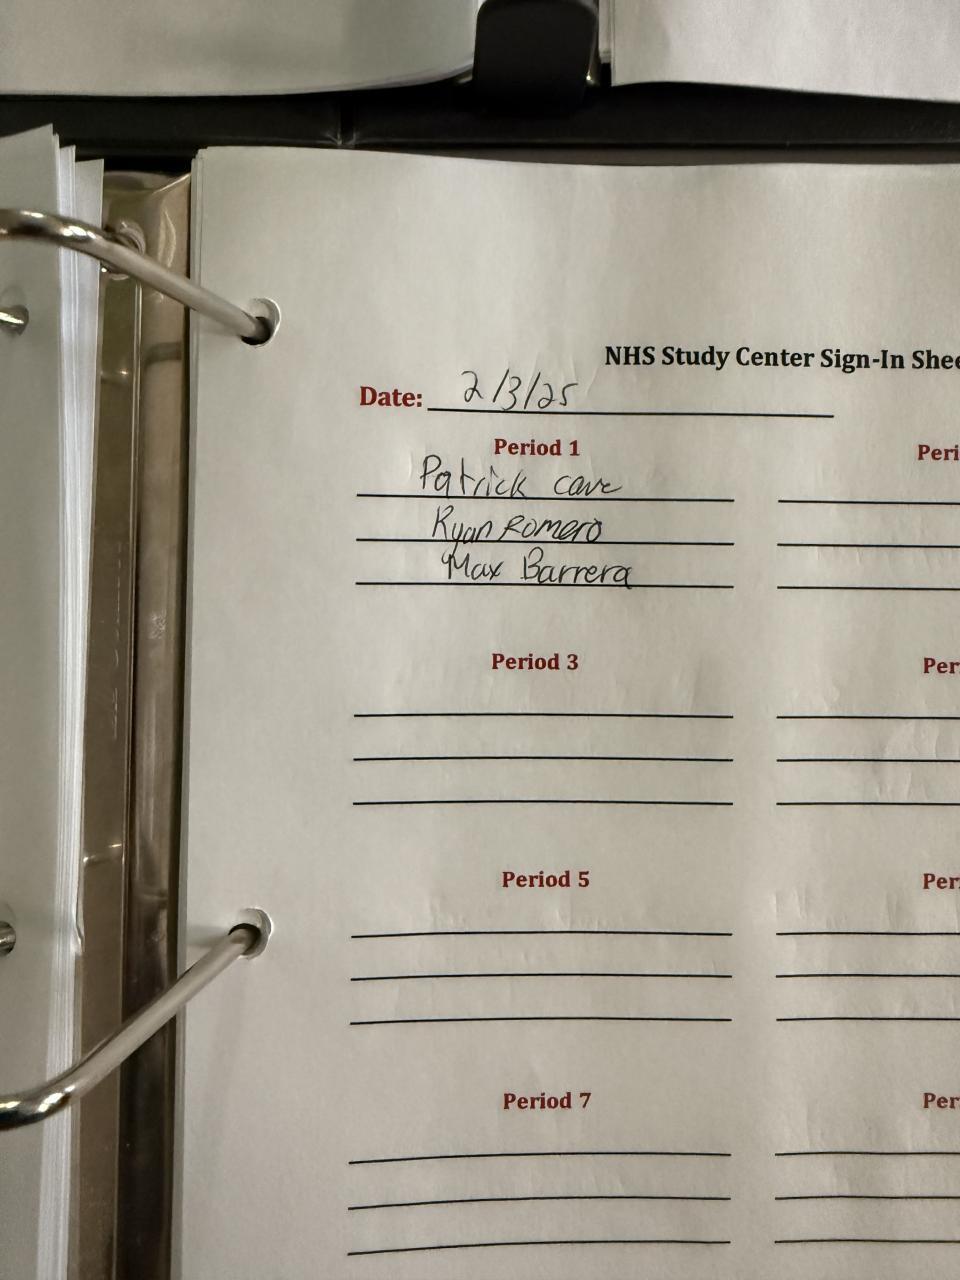 NHS Study Center Sign-In Shee
Date: 2/3/25
Period 1
Peri
Patrick cave
Ryan Romero
Max Barrera
Period 3
Per
Period 5
Per
Period 7
Per